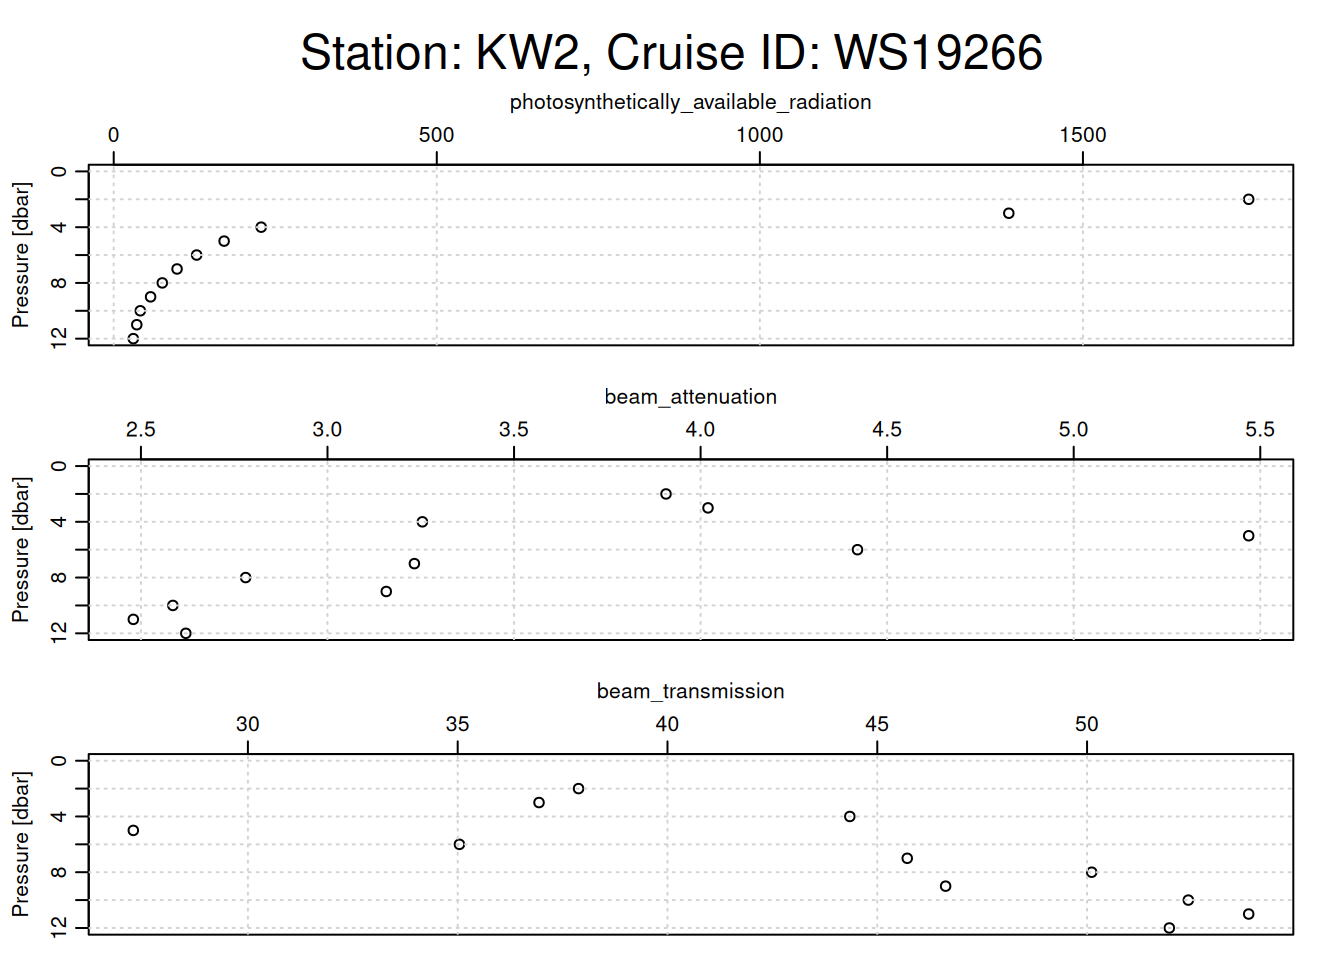 Station: KW2, Cruise ID: WS19266
photosynthetically_available_radiation
0 500 1000 1500
Pressure [dbar]
0
4
8
12
beam_attenuation
2.5 3.0 3.5 4.0 4.5 5.0 5.5
Pressure [dbar]
0
4
8
12
beam_transmission
30 35 40 45 50
Pressure [dbar]
0
4
8
12